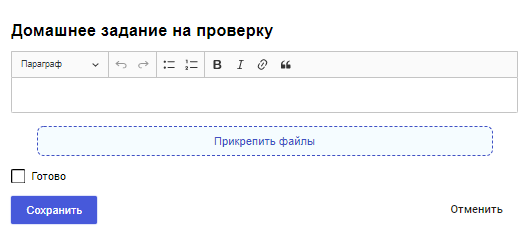 Домашнее задание на проверку
Параграф
Прикрепить файлы
Готово
Сохранить
Отменить